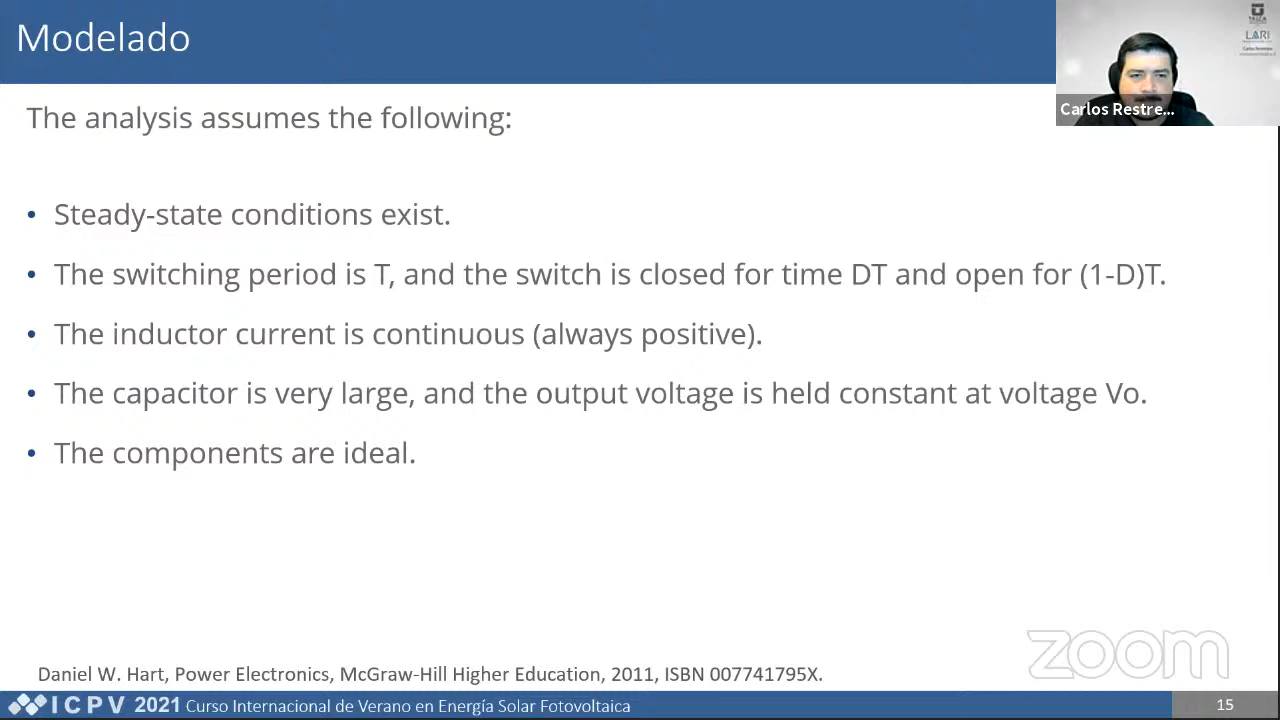 Modelado
TALCA
LARI
Carlos Restre...
The analysis assumes the following:
• Steady-state conditions exist.
• The switching period is T, and the switch is closed for time DT and open for (1-D)T.
• The inductor current is continuous (always positive).
• The capacitor is very large, and the output voltage is held constant at voltage Vo.
• The components are ideal.
zoom
Daniel W. Hart, Power Electronics, McGraw-Hill Higher Education, 2011, ISBN 007741795X.
ICPV 2021 Curso Internacional de Verano en Energía Solar Fotovoltaica
15